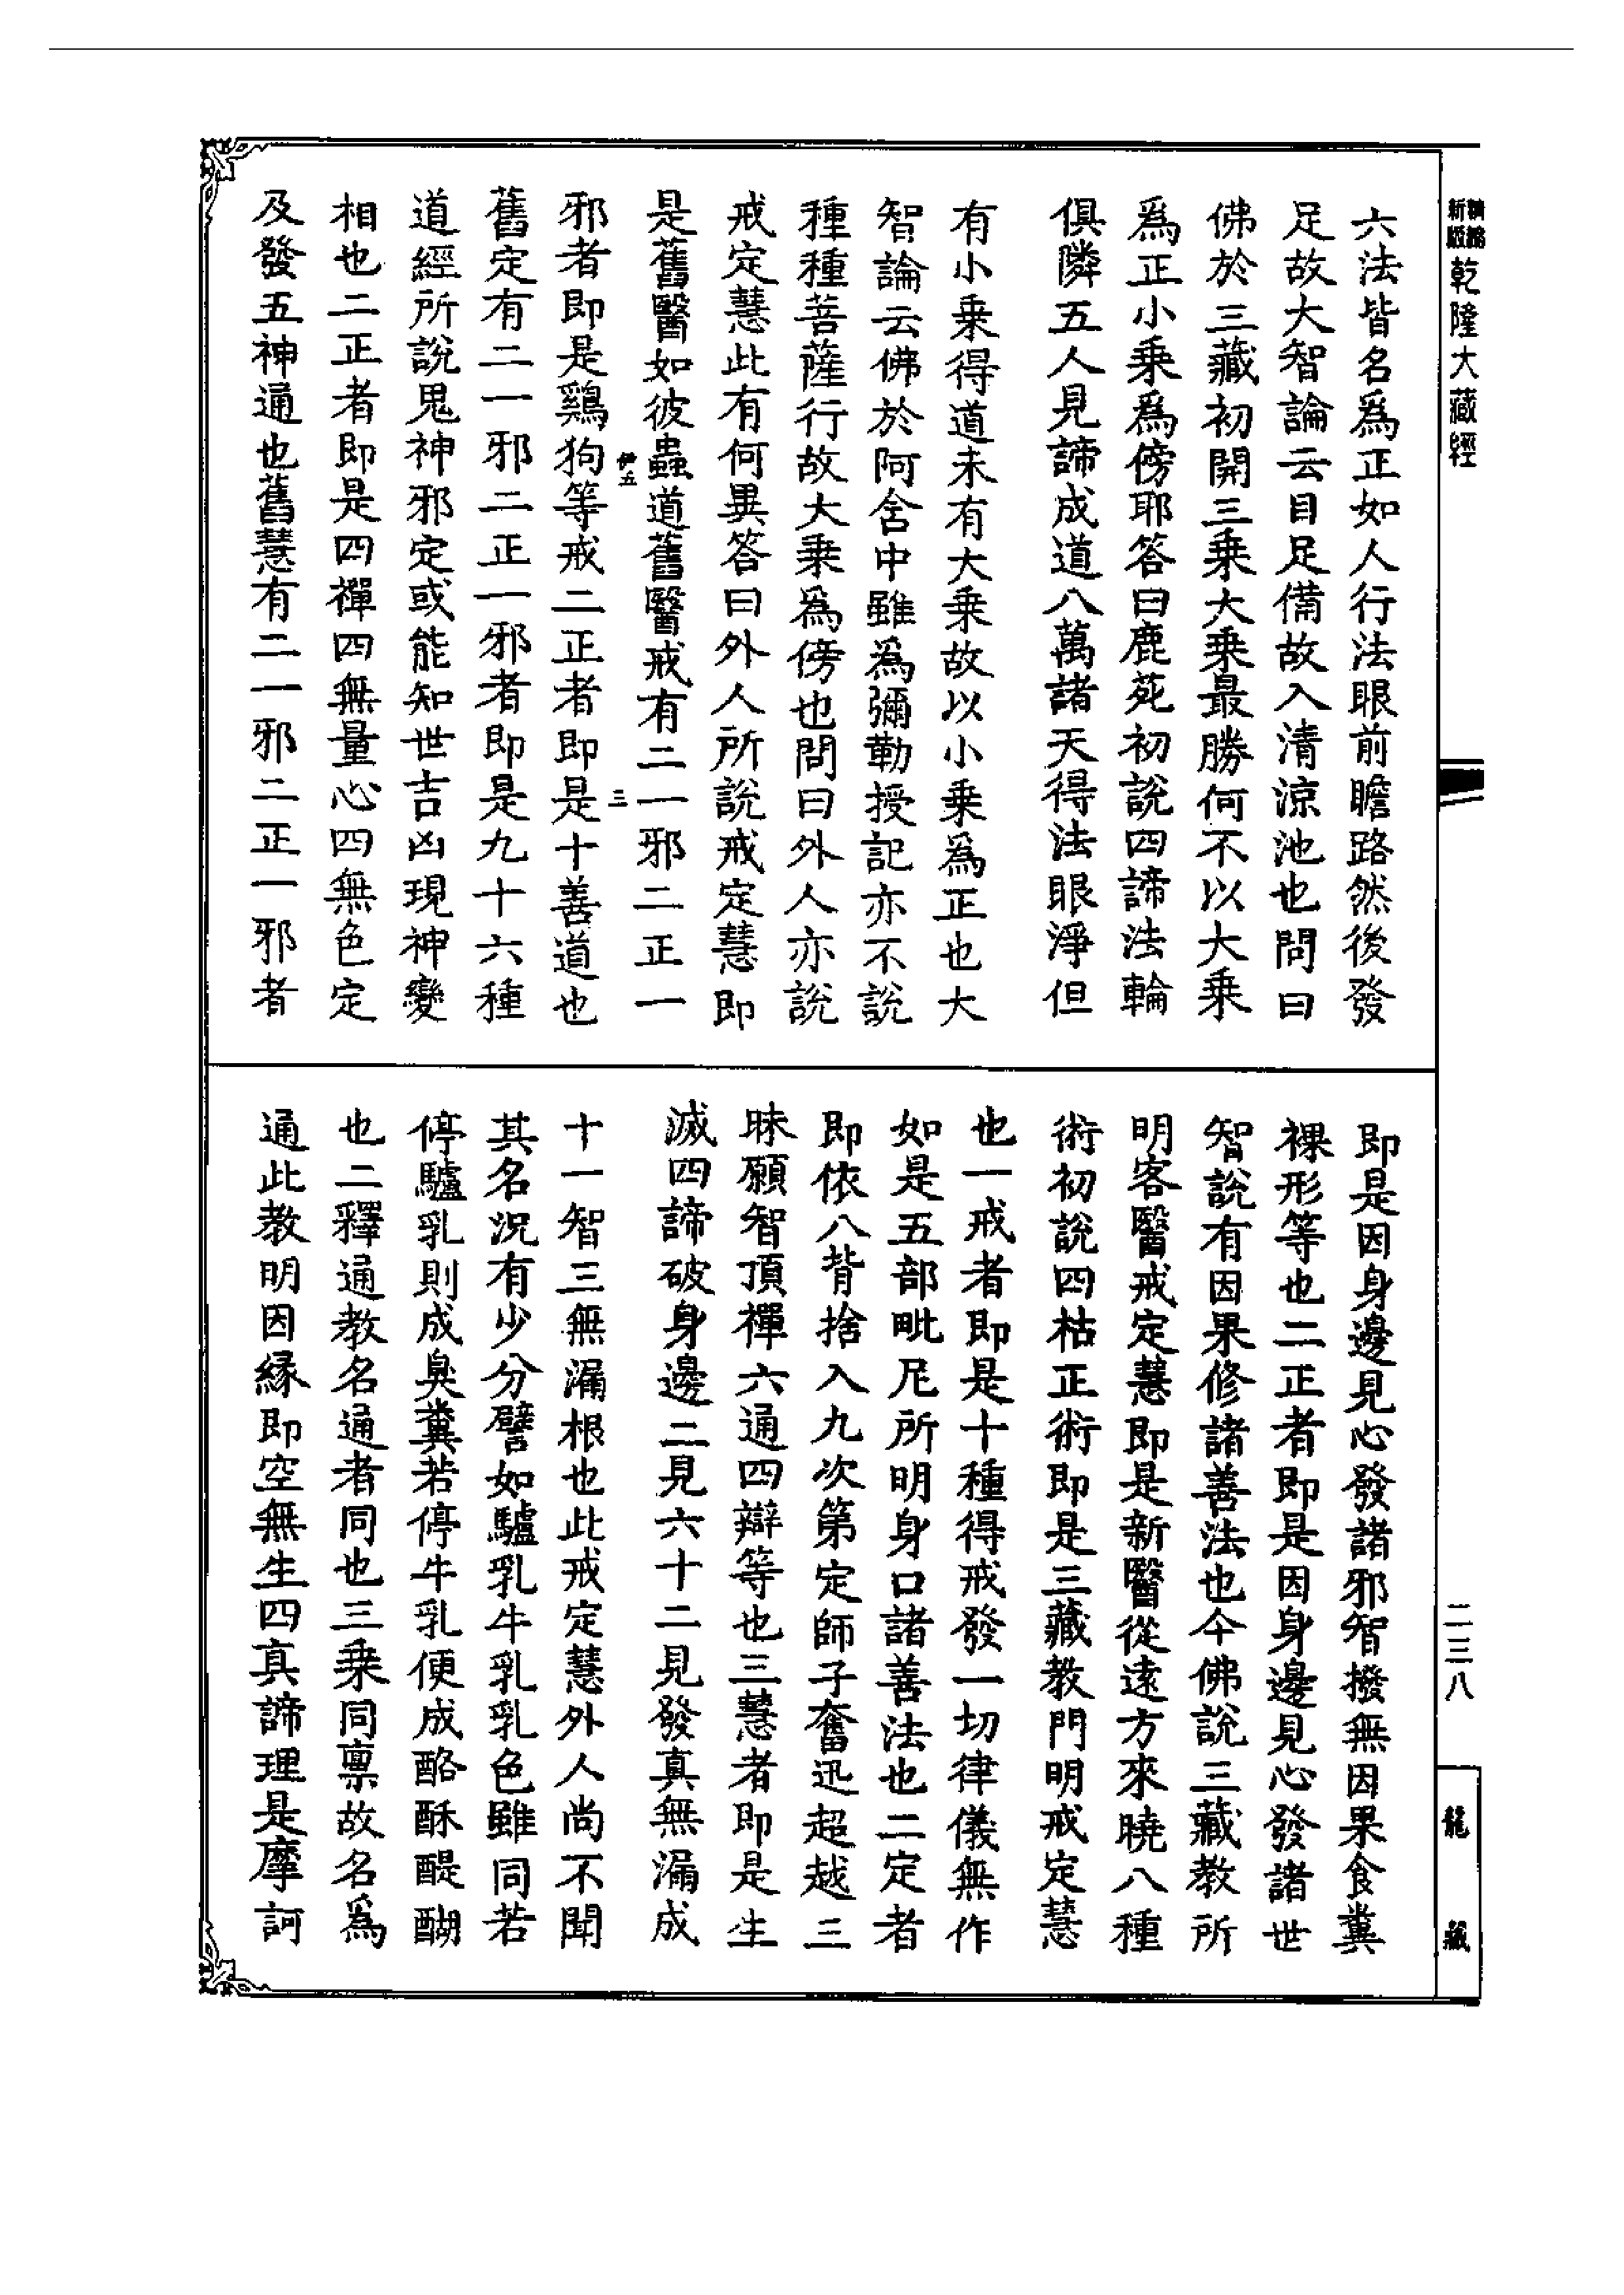 新版
精縮
乾隆大藏經
六法皆名爲正如人行法眼前瞻路然後發
足故大智論云目足備故入清涼池也問曰
佛於三藏初開三乗大乗最勝何不以大乗
爲正小乗爲傍耶答曰鹿苑初說四諦法輪
俱隣五人見諦成道八萬諸天得法眼淨但
有小乗得道未有大乗故以小乗爲正也大
智論云佛於阿含中雖爲彌勒授記亦不說
種種菩薩行故大乗爲傍也問曰外人亦說
戒定慧此有何異答曰外人所說戒定慧即
是舊醫如彼蟲道舊醫戒有二一邪二正一
伊五
三
邪者即是鷄狗等戒二正者即是十善道也
舊定有二一邪二正一邪者即是九十六種
道經所說鬼神邪定或能知世吉凶現神變
相也二正者即是四禪四無量心四無色定
及發五神通也舊慧有二一邪二正一邪者
即是因身邊見心發諸邪智撥無因果食糞
裸形等也二正者即是因身邊見心發諸世
智說有因果修諸善法也今佛說三藏教所
明客醫戒定慧即是新醫從遠方來曉八種
術初說四枯正術即是三藏教門明戒定慧
也一戒者即是十種得戒發一切律儀無作
如是五部毗尼所明身口諸善法也二定者
即依八背捨入九次第定師子奮迅超越三
昧願智頂禪六通四辯等也三慧者即是生
滅四諦破身邊二見六十二見發真無漏成
十一智三無漏根也此戒定慧外人尚不聞
其名況有少分譬如驢乳牛乳乳色雖同若
停驢乳則成臭糞若停牛乳便成酪酥醍醐
也二釋通教名通者同也三乗同禀故名爲
通此教明因緣即空無生四真諦理是摩訶
二三八
龍藏